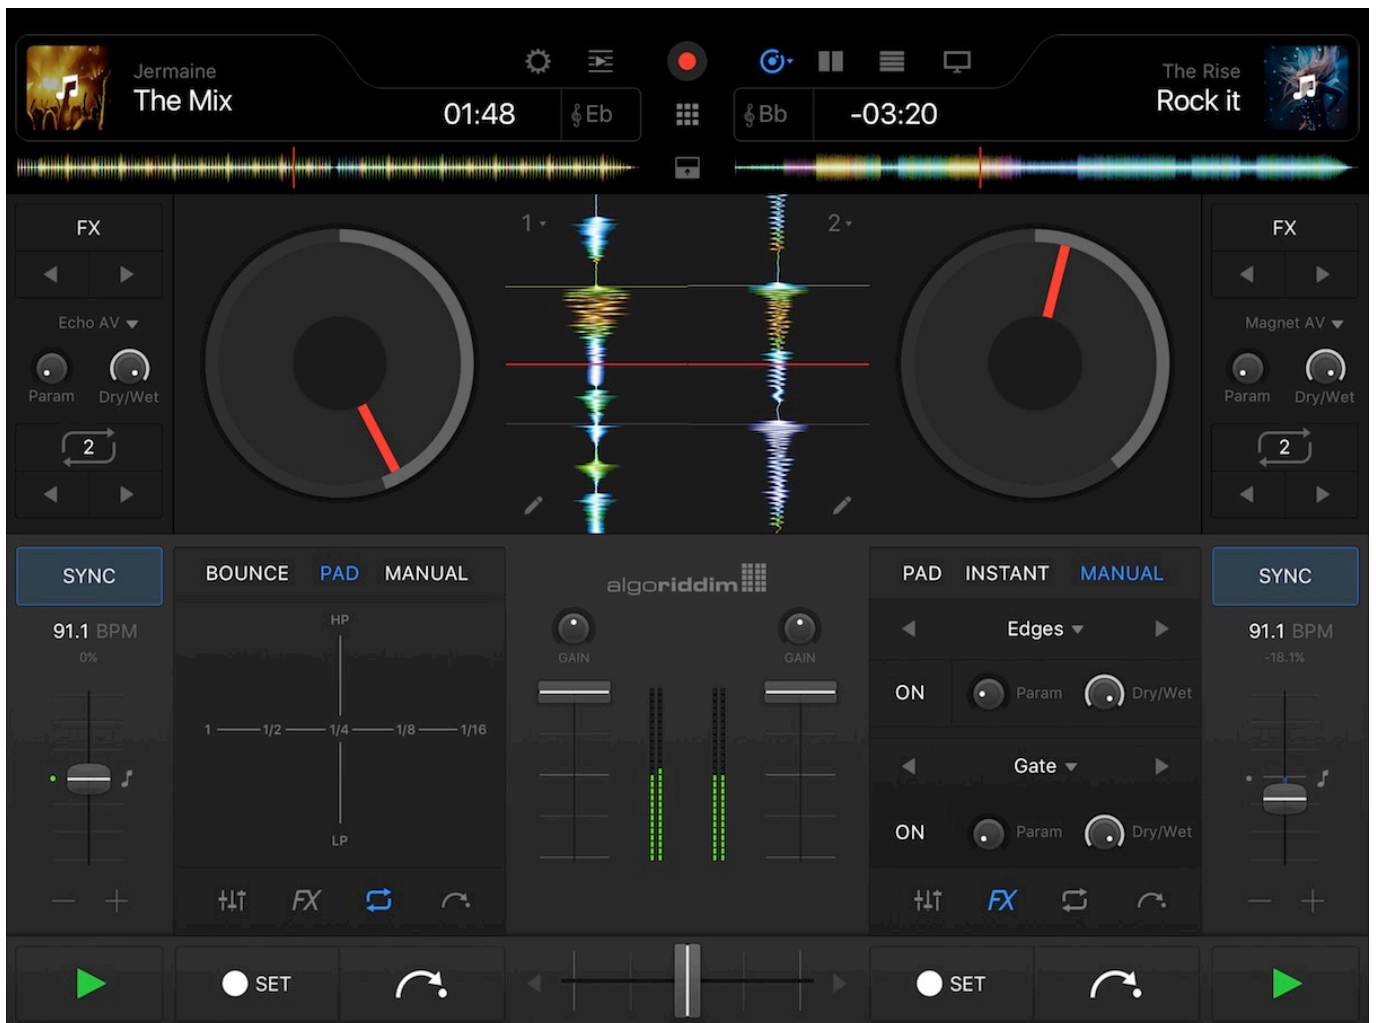 Jermaine
The Mix
01:48
Eb
Bb
-03:20
The Rise
Rock it
FX
Echo AV
Param Dry/Wet
2
1
2
FX
Magnet AV
Param Dry/Wet
2
SYNC
91.1 BPM
0%
BOUNCE PAD MANUAL
HP
1 1/2 1/4 1/8 1/16
LP
FX
algoriddim
GAIN GAIN
PAD INSTANT MANUAL
Edges
ON Param Dry/Wet
Gate
ON Param Dry/Wet
FX
SYNC
91.1 BPM
-18.1%
SET
SET